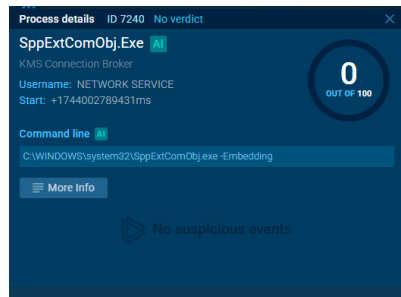 Process details ID 7240 No verdict
SppExtComObj.Exe AI
KMS Connection Broker
Username: NETWORK SERVICE
Start: +1744002789431ms
0
OUT OF 100
Command line AI
C:\WINDOWS\system32\SppExtComObj.exe -Embedding
More Info
No suspicious events